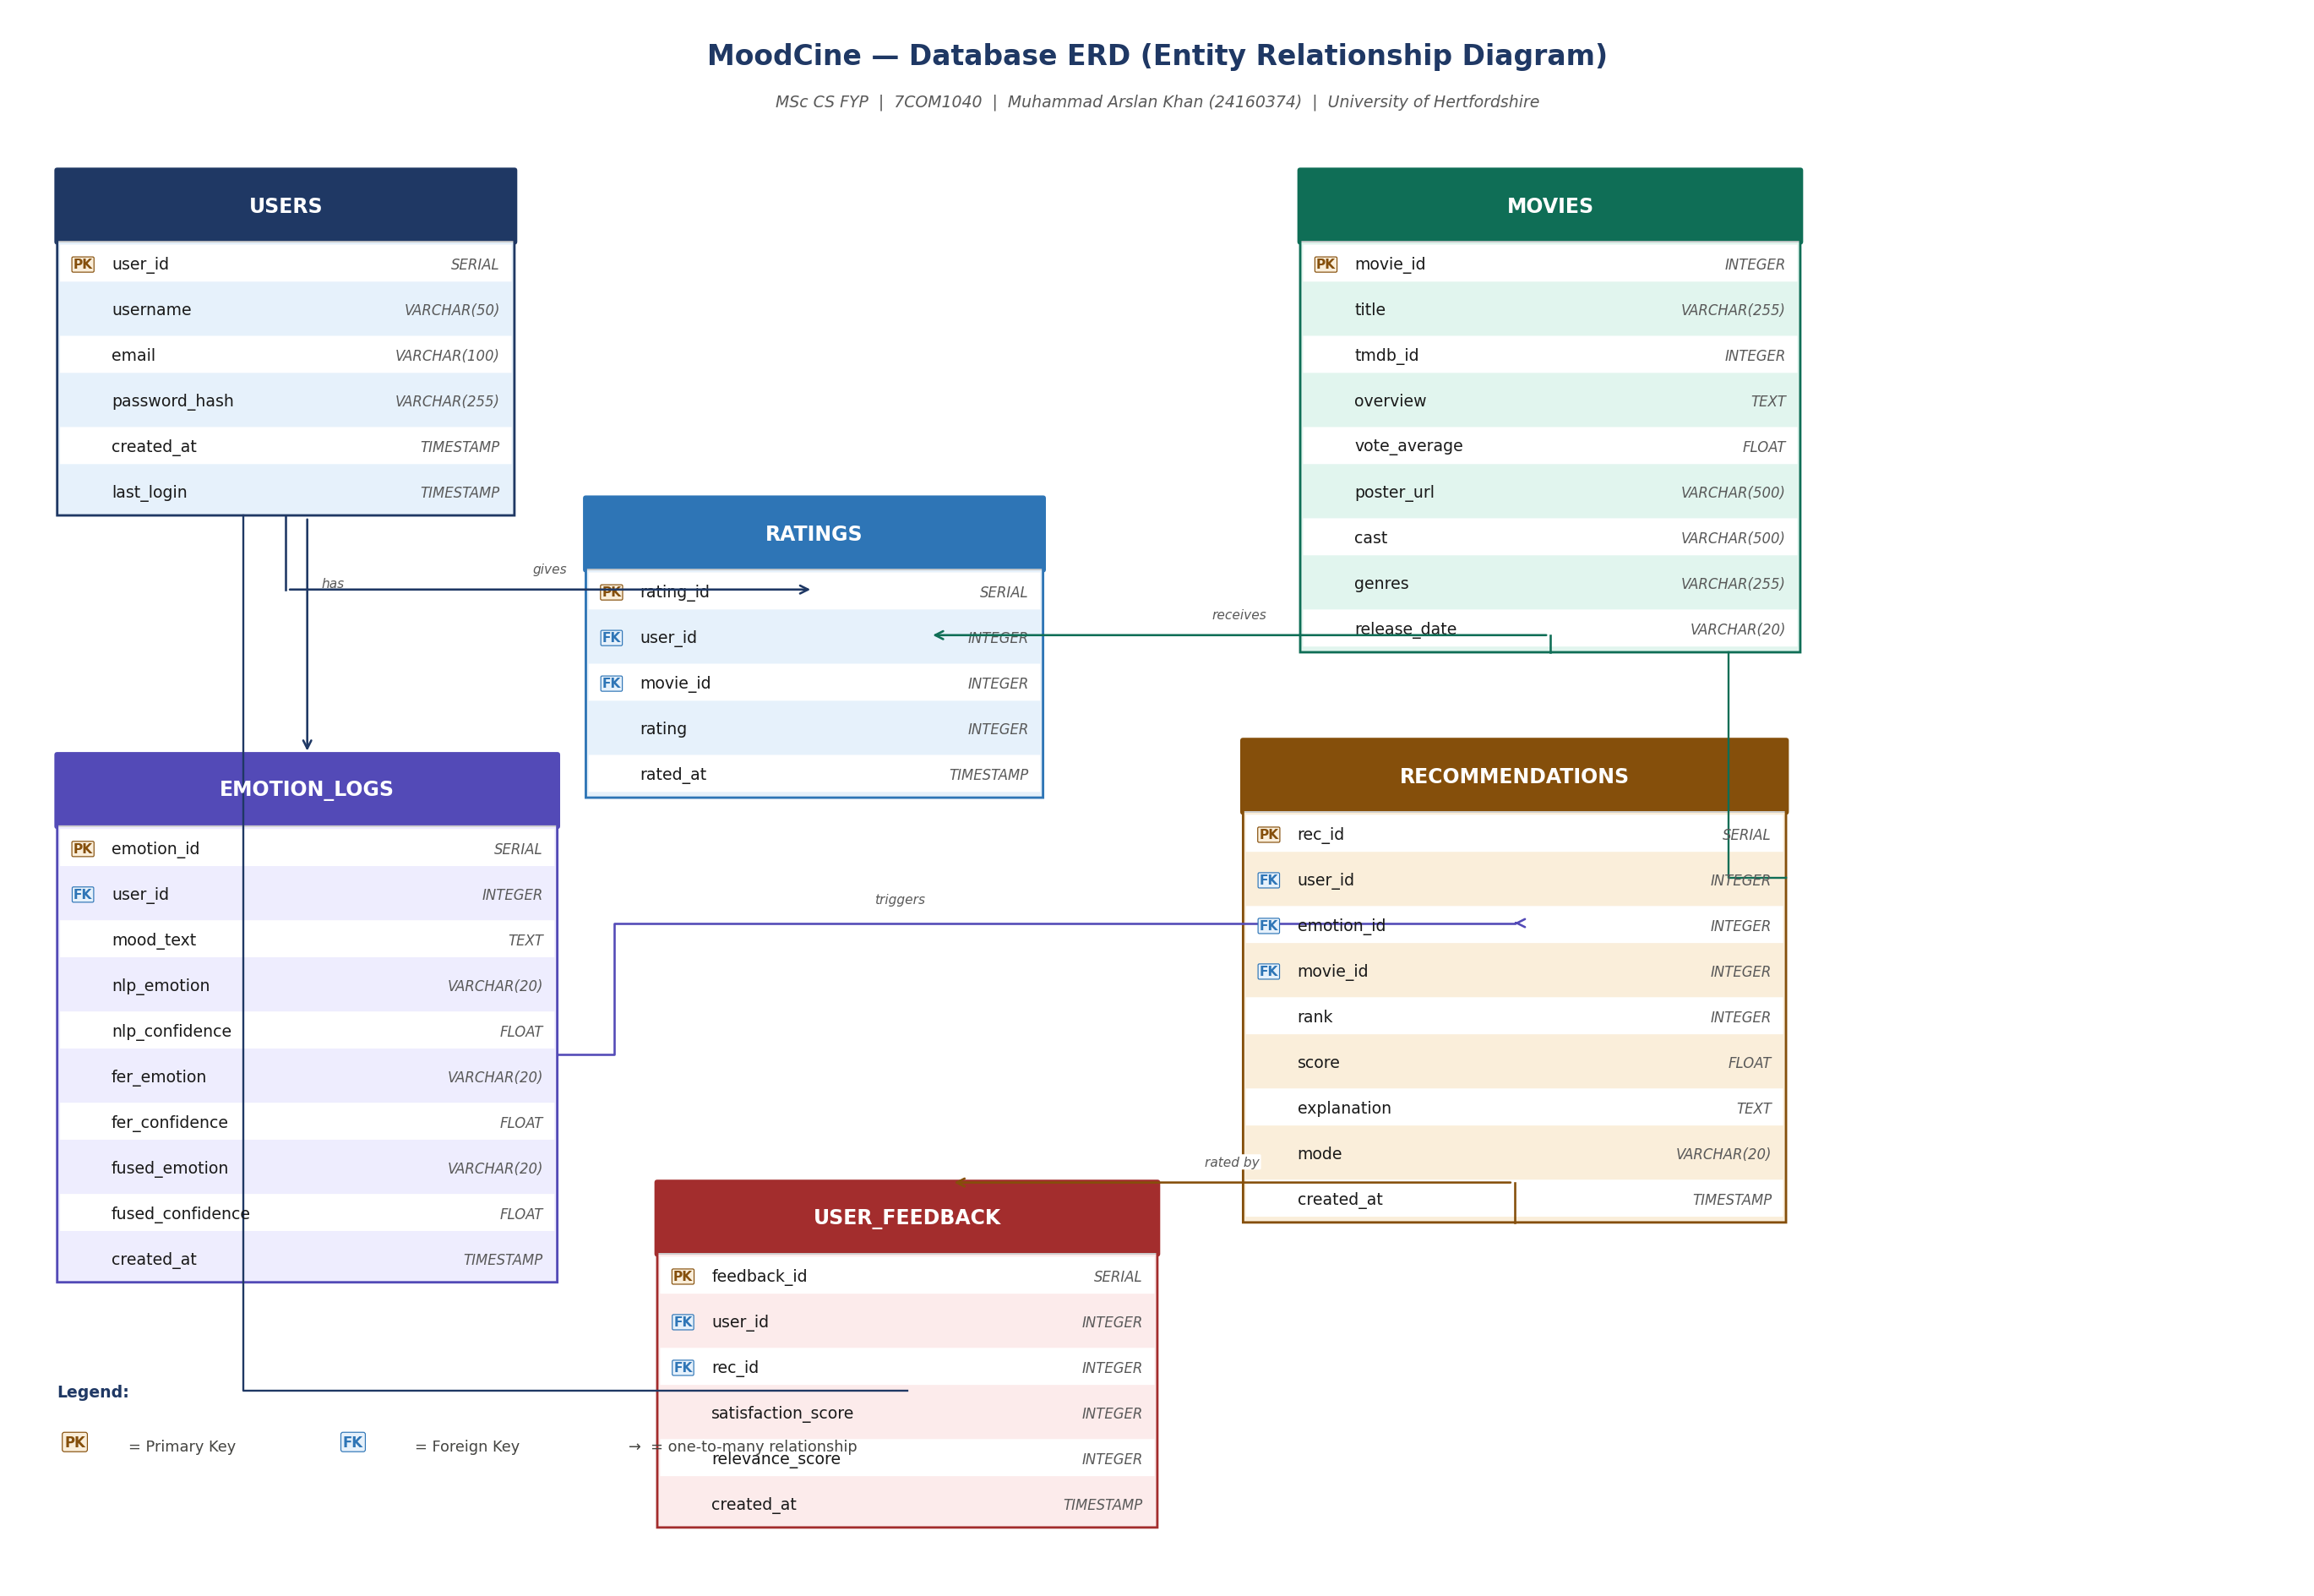 MoodCine — Database ERD (Entity Relationship Diagram)
MSc CS FYP | 7COM1040 | Muhammad Arslan Khan (24160374) | University of Hertfordshire
USERS
PK user_id SERIAL
username VARCHAR(50)
email VARCHAR(100)
password_hash VARCHAR(255)
created_at TIMESTAMP
last_login TIMESTAMP
MOVIES
PK movie_id INTEGER
title VARCHAR(255)
tmdb_id INTEGER
overview TEXT
vote_average FLOAT
poster_url VARCHAR(500)
cast VARCHAR(500)
genres VARCHAR(255)
release_date VARCHAR(20)
has
gives
receives
RATINGS
PK rating_id SERIAL
FK user_id INTEGER
FK movie_id INTEGER
rating INTEGER
rated_at TIMESTAMP
EMOTION_LOGS
PK emotion_id SERIAL
FK user_id INTEGER
mood_text TEXT
nlp_emotion VARCHAR(20)
nlp_confidence FLOAT
fer_emotion VARCHAR(20)
fer_confidence FLOAT
fused_emotion VARCHAR(20)
fused_confidence FLOAT
created_at TIMESTAMP
triggers
RECOMMENDATIONS
PK rec_id SERIAL
FK user_id INTEGER
FK emotion_id INTEGER
FK movie_id INTEGER
rank INTEGER
score FLOAT
explanation TEXT
mode VARCHAR(20)
created_at TIMESTAMP
rated by
USER_FEEDBACK
PK feedback_id SERIAL
FK user_id INTEGER
FK rec_id INTEGER
satisfaction_score INTEGER
relevance_score INTEGER
created_at TIMESTAMP
Legend:
PK = Primary Key FK = Foreign Key → = one-to-many relationship